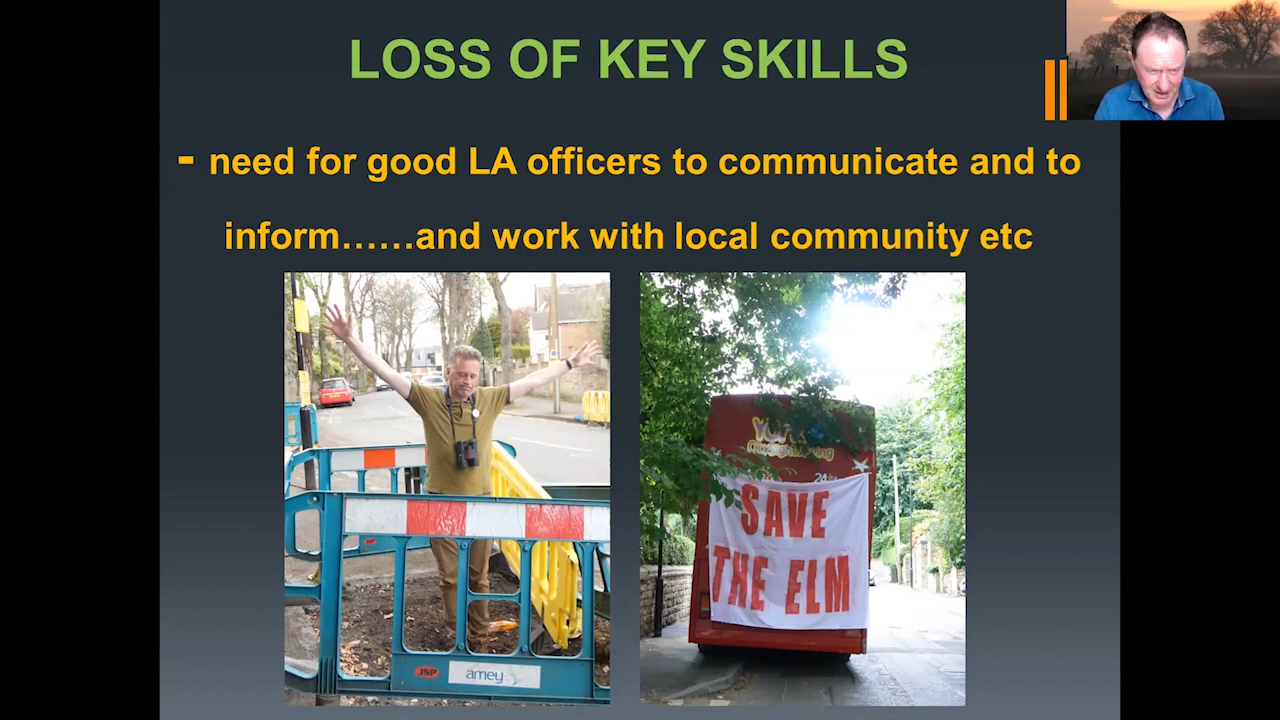 LOSS OF KEY SKILLS
- need for good LA officers to communicate and to
inform……and work with local community etc
SAVE
THE ELM
JSP
amey